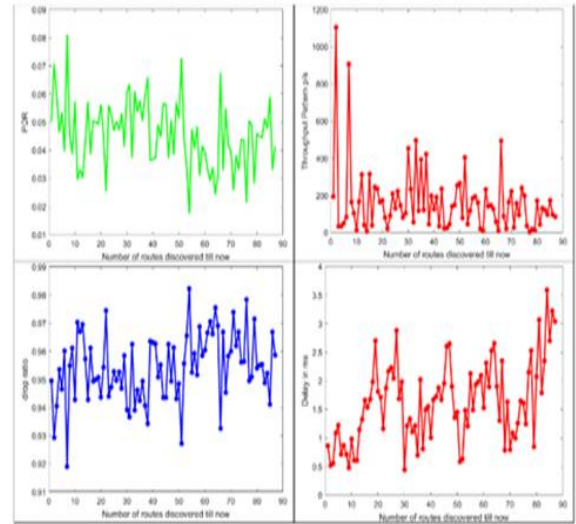 0.09
0.08
0.07
0.06
0.05
0.04
0.03
0.02
0.01
PDR
0 10 20 30 40 50 60 70 80 90
Number of routes discovered till now
1200
1000
800
600
400
200
0
Throughput Pattern p/s
0 10 20 30 40 50 60 70 80 90
Number of routes discovered till now
0.99
0.98
0.97
0.96
0.95
0.94
0.93
0.92
0.91
drop ratio
0 10 20 30 40 50 60 70 80 90
Number of routes discovered till now
4
3.5
3
2.5
2
1.5
1
0.5
0
Delay in ms
0 10 20 30 40 50 60 70 80 90
Number of routes discovered till now